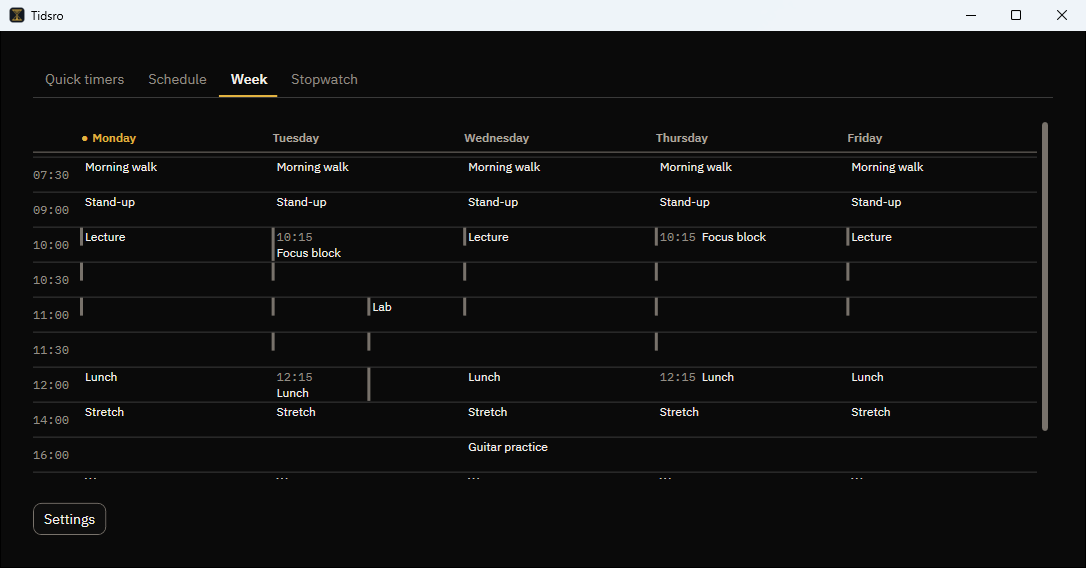 Tidsro
Quick timers Schedule Week Stopwatch
Monday Tuesday Wednesday Thursday Friday
07:30 Morning walk Morning walk Morning walk Morning walk Morning walk
09:00 Stand-up Stand-up Stand-up Stand-up Stand-up
10:00 Lecture 10:15 Focus block Lecture 10:15 Focus block Lecture
10:30
11:00 Lab
11:30
12:00 Lunch 12:15 Lunch Lunch 12:15 Lunch Lunch
14:00 Stretch Stretch Stretch Stretch Stretch
16:00 Guitar practice
... ... ... ... ...
Settings